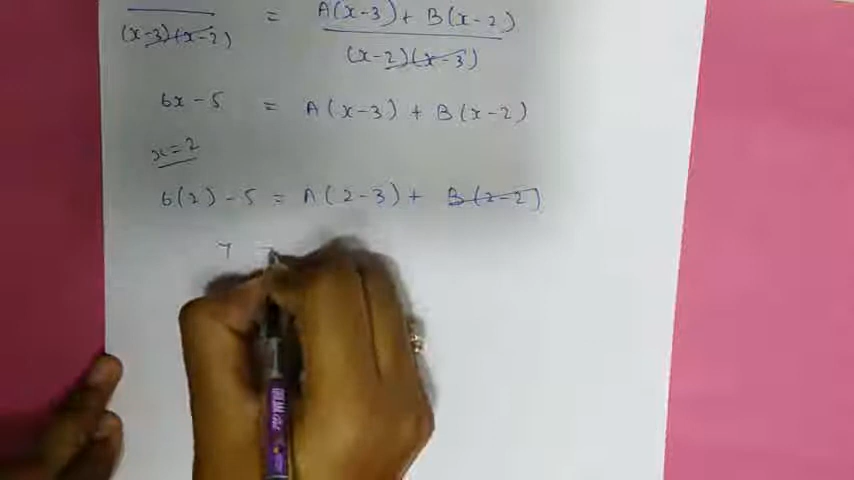 = A(x-3) + B(x-2)
(x-3)(x-2) (x-2)(x-3)
6x - 5 = A(x-3) + B(x-2)
x=2
6(2) - 5 = A(2-3) + B(2-2)
7 =